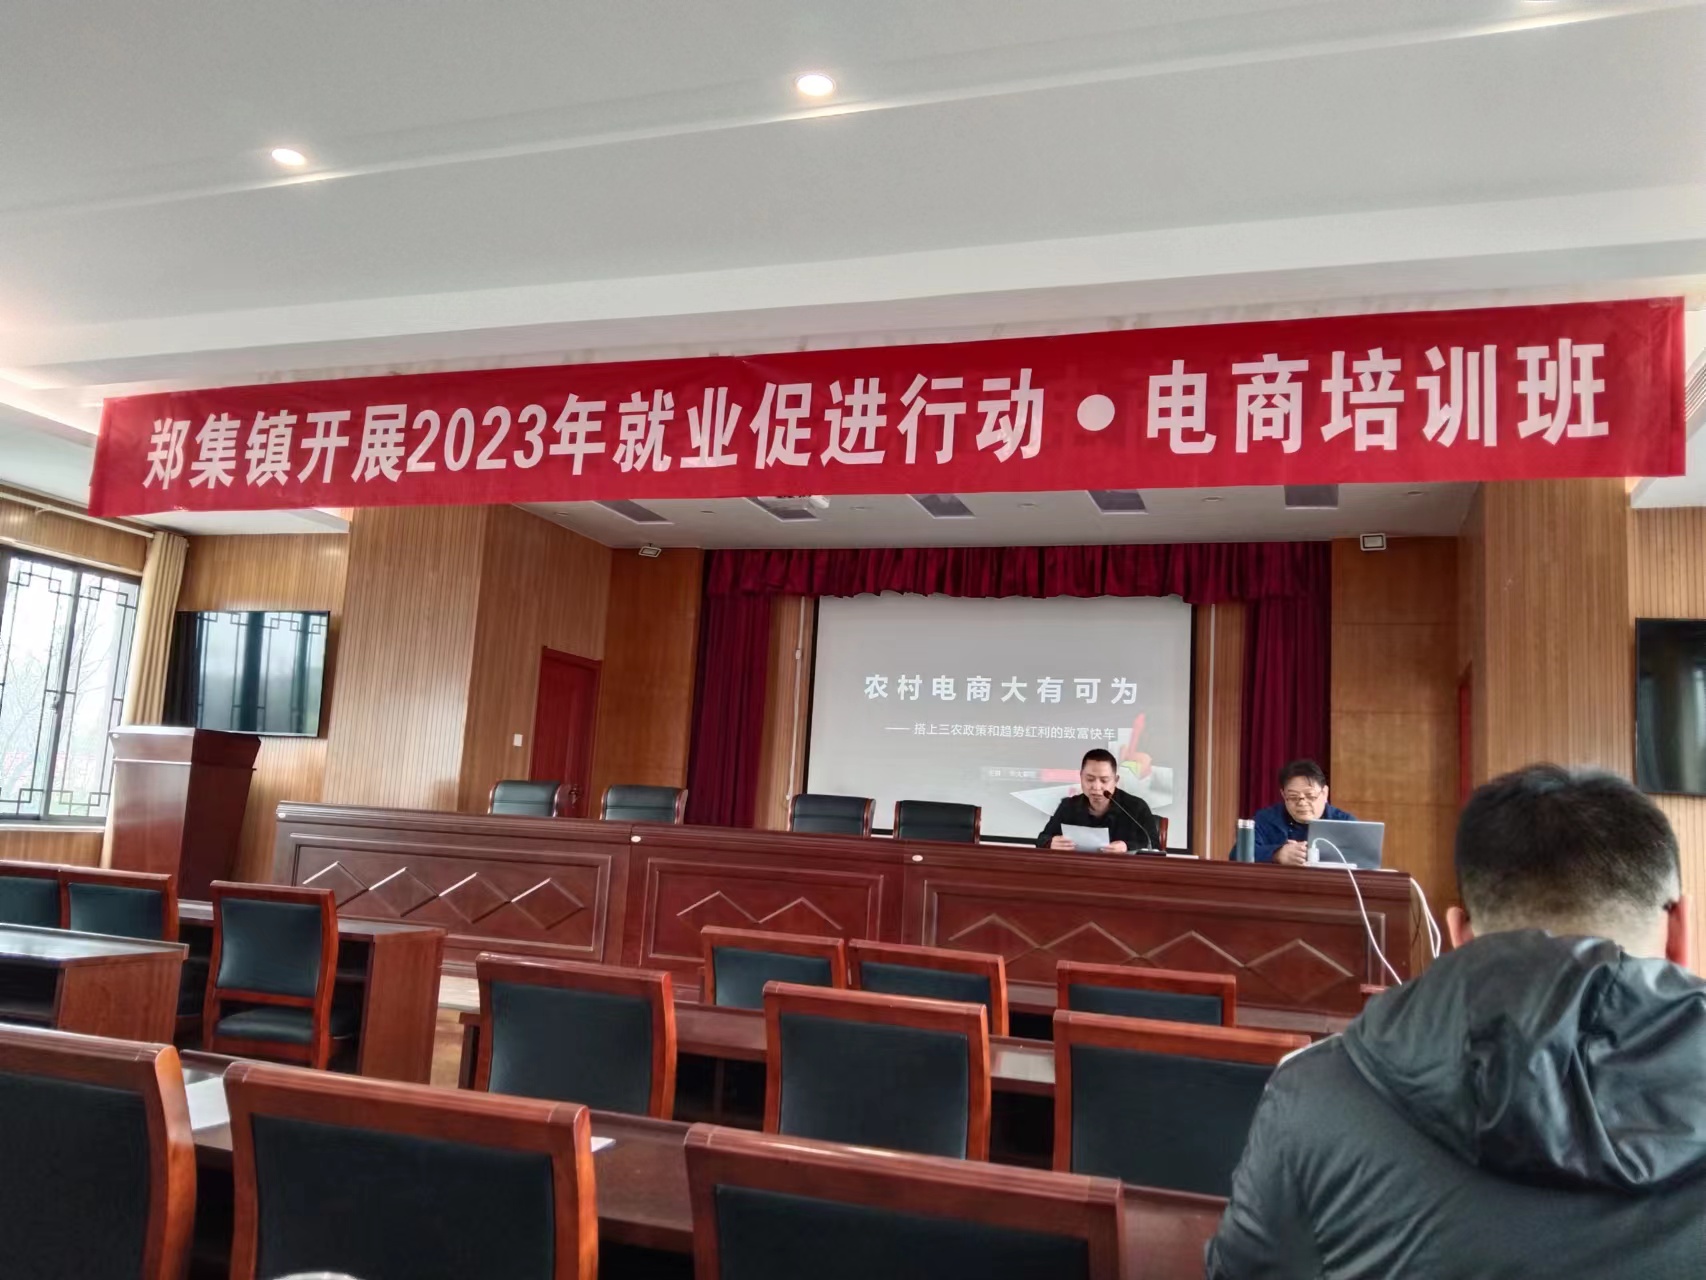 郑集镇开展2023年就业促进行动•电商培训班
农村电商大有可为
—— 搭上三农政策和趋势红利的致富快车